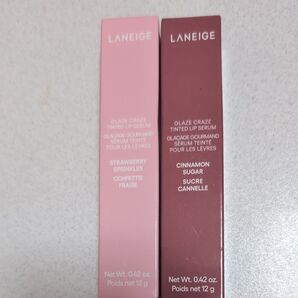 LANEIGE
GLAZE CRAZE
TINTED LIP SERUM
GLAÇAGE GOURMAND
SÉRUM TEINTÉ
POUR LES LÈVRES
STRAWBERRY
SPRINKLES
CONFETTIS
FRAISE
Net Wt. 0.42 oz.
Poids net 12 g
LANEIGE
GLAZE CRAZE
TINTED LIP SERUM
GLAÇAGE GOURMAND
SÉRUM TEINTÉ
POUR LES LÈVRES
CINNAMON
SUGAR
SUCRE
CANNELLE
Net Wt. 0.42 oz.
Poids net 12 g